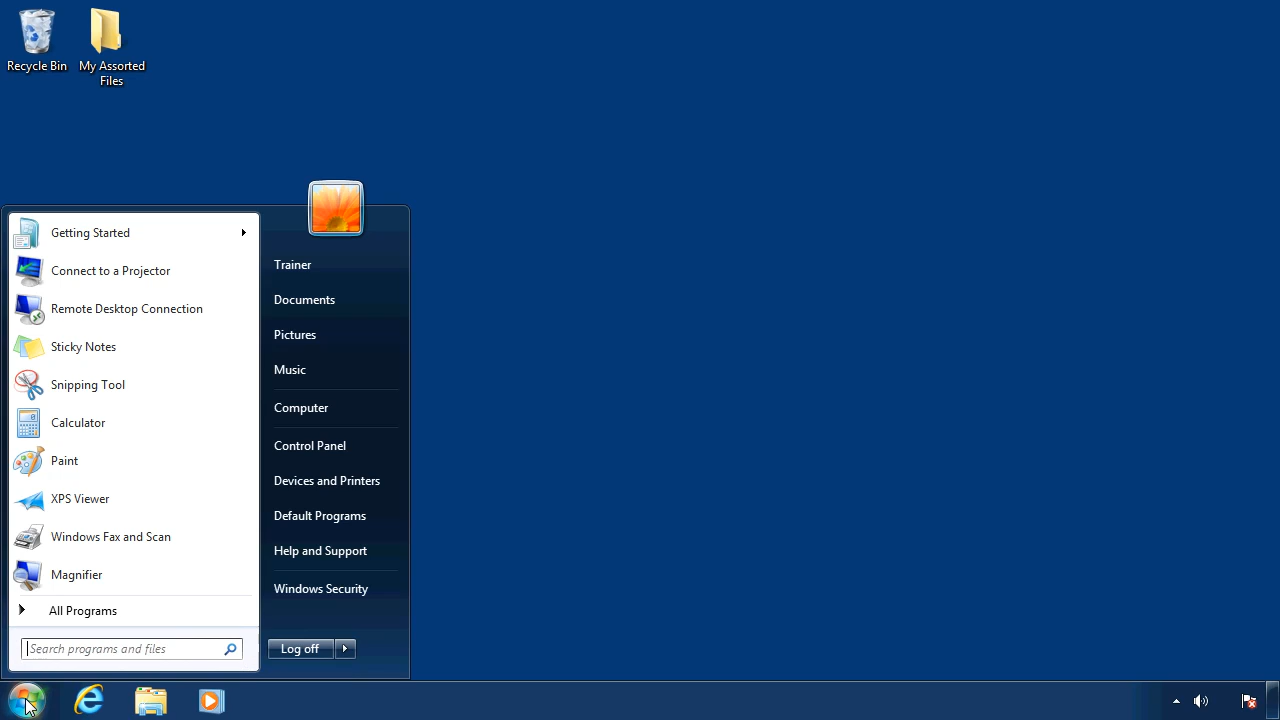 Recycle Bin
My Assorted
Files
Getting Started
Connect to a Projector
Remote Desktop Connection
Sticky Notes
Snipping Tool
Calculator
Paint
XPS Viewer
Windows Fax and Scan
Magnifier
All Programs
Search programs and files
Trainer
Documents
Pictures
Music
Computer
Control Panel
Devices and Printers
Default Programs
Help and Support
Windows Security
Log off